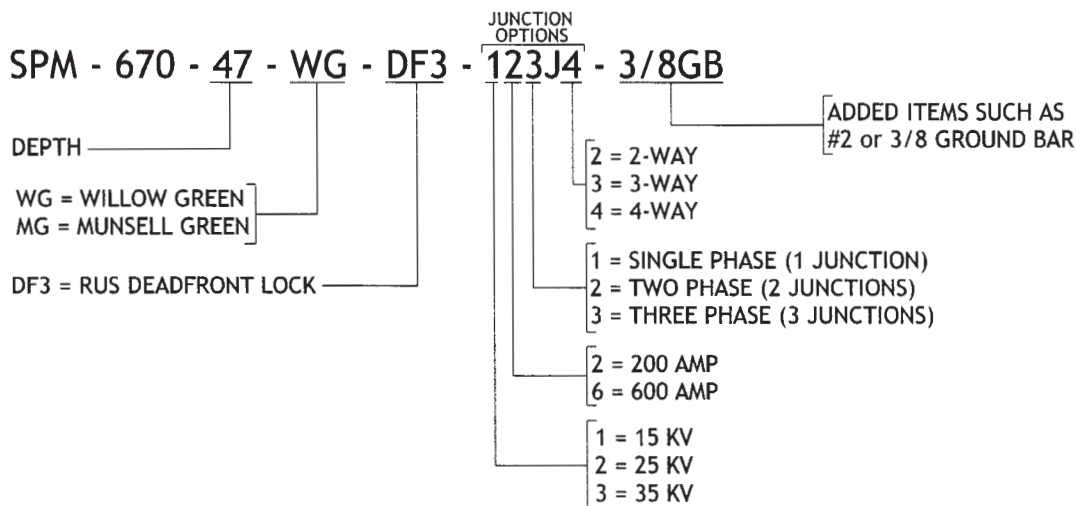 JUNCTION
OPTIONS
SPM - 670 - 47 - WG - DF3 - 123J4 - 3/8GB
ADDED ITEMS SUCH AS
#2 or 3/8 GROUND BAR
DEPTH
2 = 2-WAY
3 = 3-WAY
4 = 4-WAY
WG = WILLOW GREEN
MG = MUNSELL GREEN
1 = SINGLE PHASE (1 JUNCTION)
2 = TWO PHASE (2 JUNCTIONS)
3 = THREE PHASE (3 JUNCTIONS)
DF3 = RUS DEADFRONT LOCK
2 = 200 AMP
6 = 600 AMP
1 = 15 KV
2 = 25 KV
3 = 35 KV